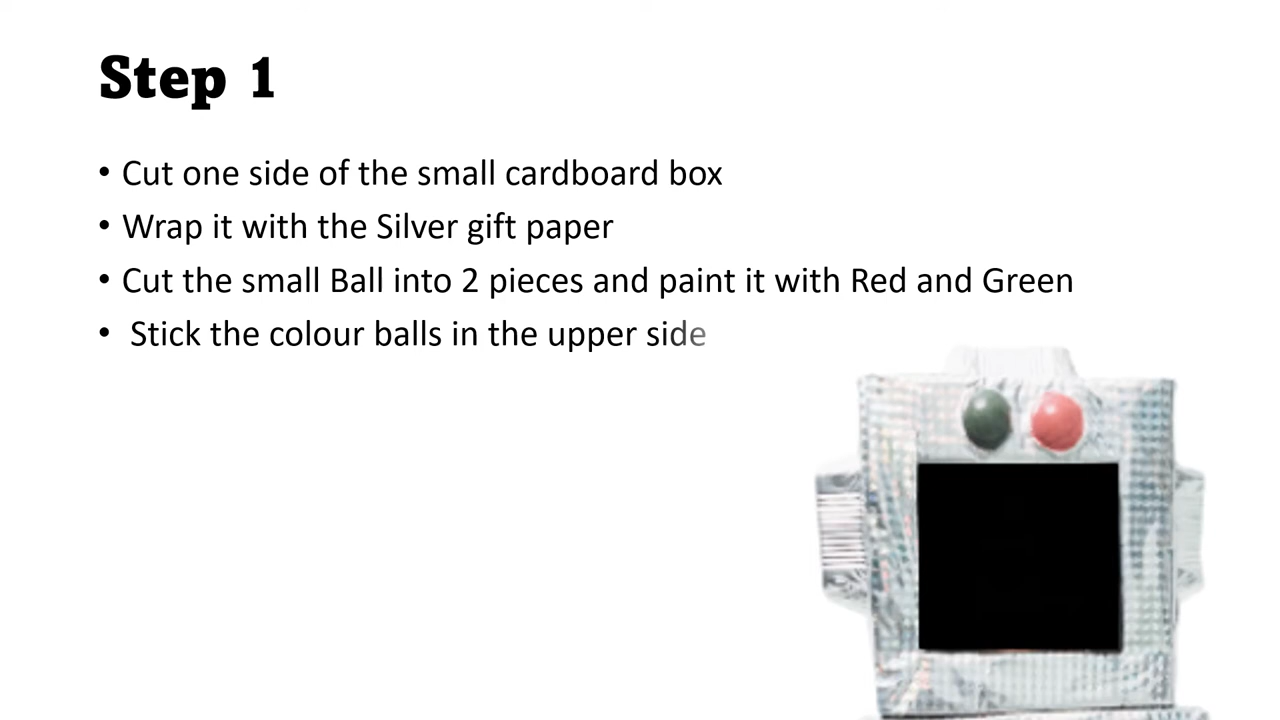 Step 1
• Cut one side of the small cardboard box
• Wrap it with the Silver gift paper
• Cut the small Ball into 2 pieces and paint it with Red and Green
• Stick the colour balls in the upper side